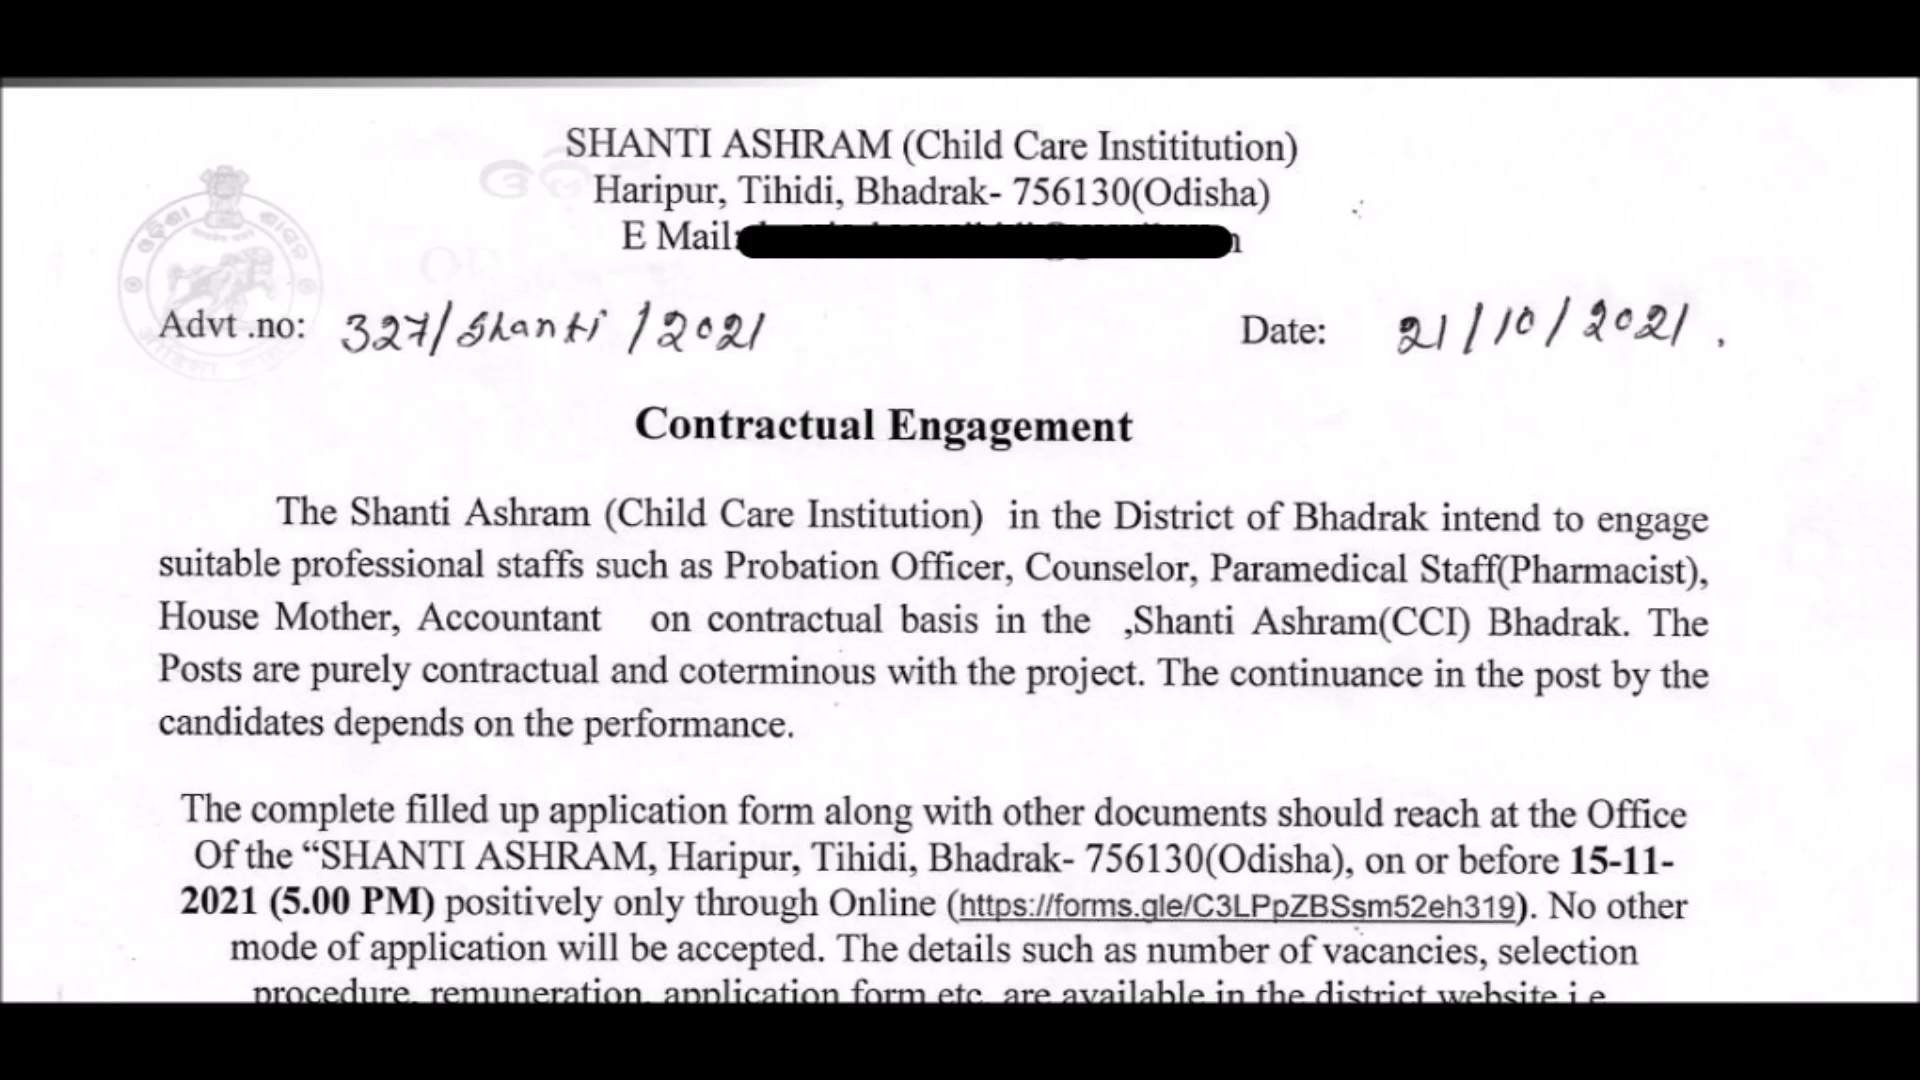 SHANTI ASHRAM (Child Care Instititution)
Haripur, Tihidi, Bhadrak- 756130(Odisha)
E Mail:
Advt .no: 327/Shanti/2021 Date: 21/10/2021.
Contractual Engagement
The Shanti Ashram (Child Care Institution) in the District of Bhadrak intend to engage
suitable professional staffs such as Probation Officer, Counselor, Paramedical Staff(Pharmacist),
House Mother, Accountant on contractual basis in the ,Shanti Ashram(CCI) Bhadrak. The
Posts are purely contractual and coterminous with the project. The continuance in the post by the
candidates depends on the performance.
The complete filled up application form along with other documents should reach at the Office
Of the “SHANTI ASHRAM, Haripur, Tihidi, Bhadrak- 756130(Odisha), on or before 15-11-
2021 (5.00 PM) positively only through Online (https://forms.gle/C3LPpZBSsm52eh319). No other
mode of application will be accepted. The details such as number of vacancies, selection
procedure, remuneration, application form etc. are available in the district website i.e